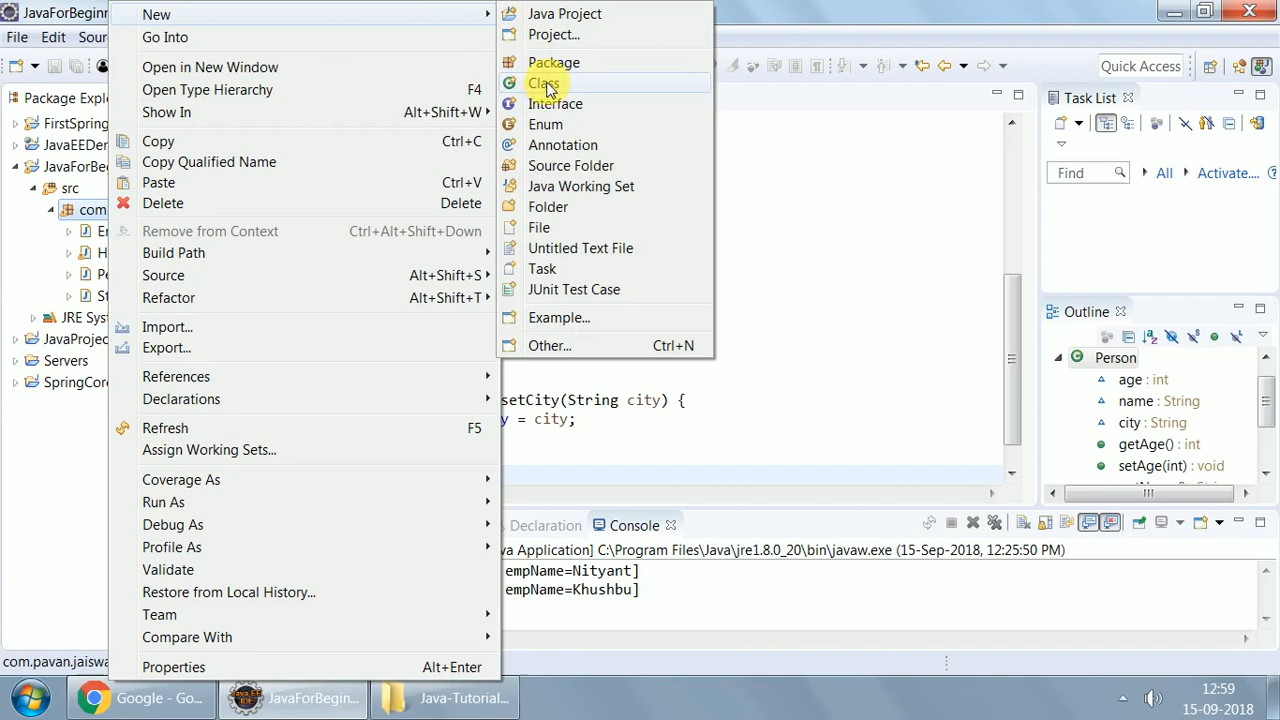 JavaForBeginn
File Edit Sour
Quick Access
Package Expl
FirstSpring
JavaEEDer
JavaForBeg
src
com.
E
H
Pe
St
JRE Syst
JavaProjec
Servers
SpringCore
com.pavan.jaiswa
New
Go Into
Open in New Window
Open Type Hierarchy F4
Show In Alt+Shift+W
Copy Ctrl+C
Copy Qualified Name
Paste Ctrl+V
Delete Delete
Remove from Context Ctrl+Alt+Shift+Down
Build Path
Source Alt+Shift+S
Refactor Alt+Shift+T
Import...
Export...
References
Declarations
Refresh F5
Assign Working Sets...
Coverage As
Run As
Debug As
Profile As
Validate
Restore from Local History...
Team
Compare With
Properties Alt+Enter
Java Project
Project...
Package
Class
Interface
Enum
Annotation
Source Folder
Java Working Set
Folder
File
Untitled Text File
Task
JUnit Test Case
Example...
Other... Ctrl+N
setCity(String city) {
y = city;
Task List
Find All Activate...
Outline
Person
age : int
name : String
city : String
getAge() : int
setAge(int) : void
Declaration Console
va Application] C:\Program Files\Java\jre1.8.0_20\bin\javaw.exe (15-Sep-2018, 12:25:50 PM)
empName=Nityant]
empName=Khushbu]
Google - Go...
JavaForBegin...
Java-Tutorial...
12:59
15-09-2018